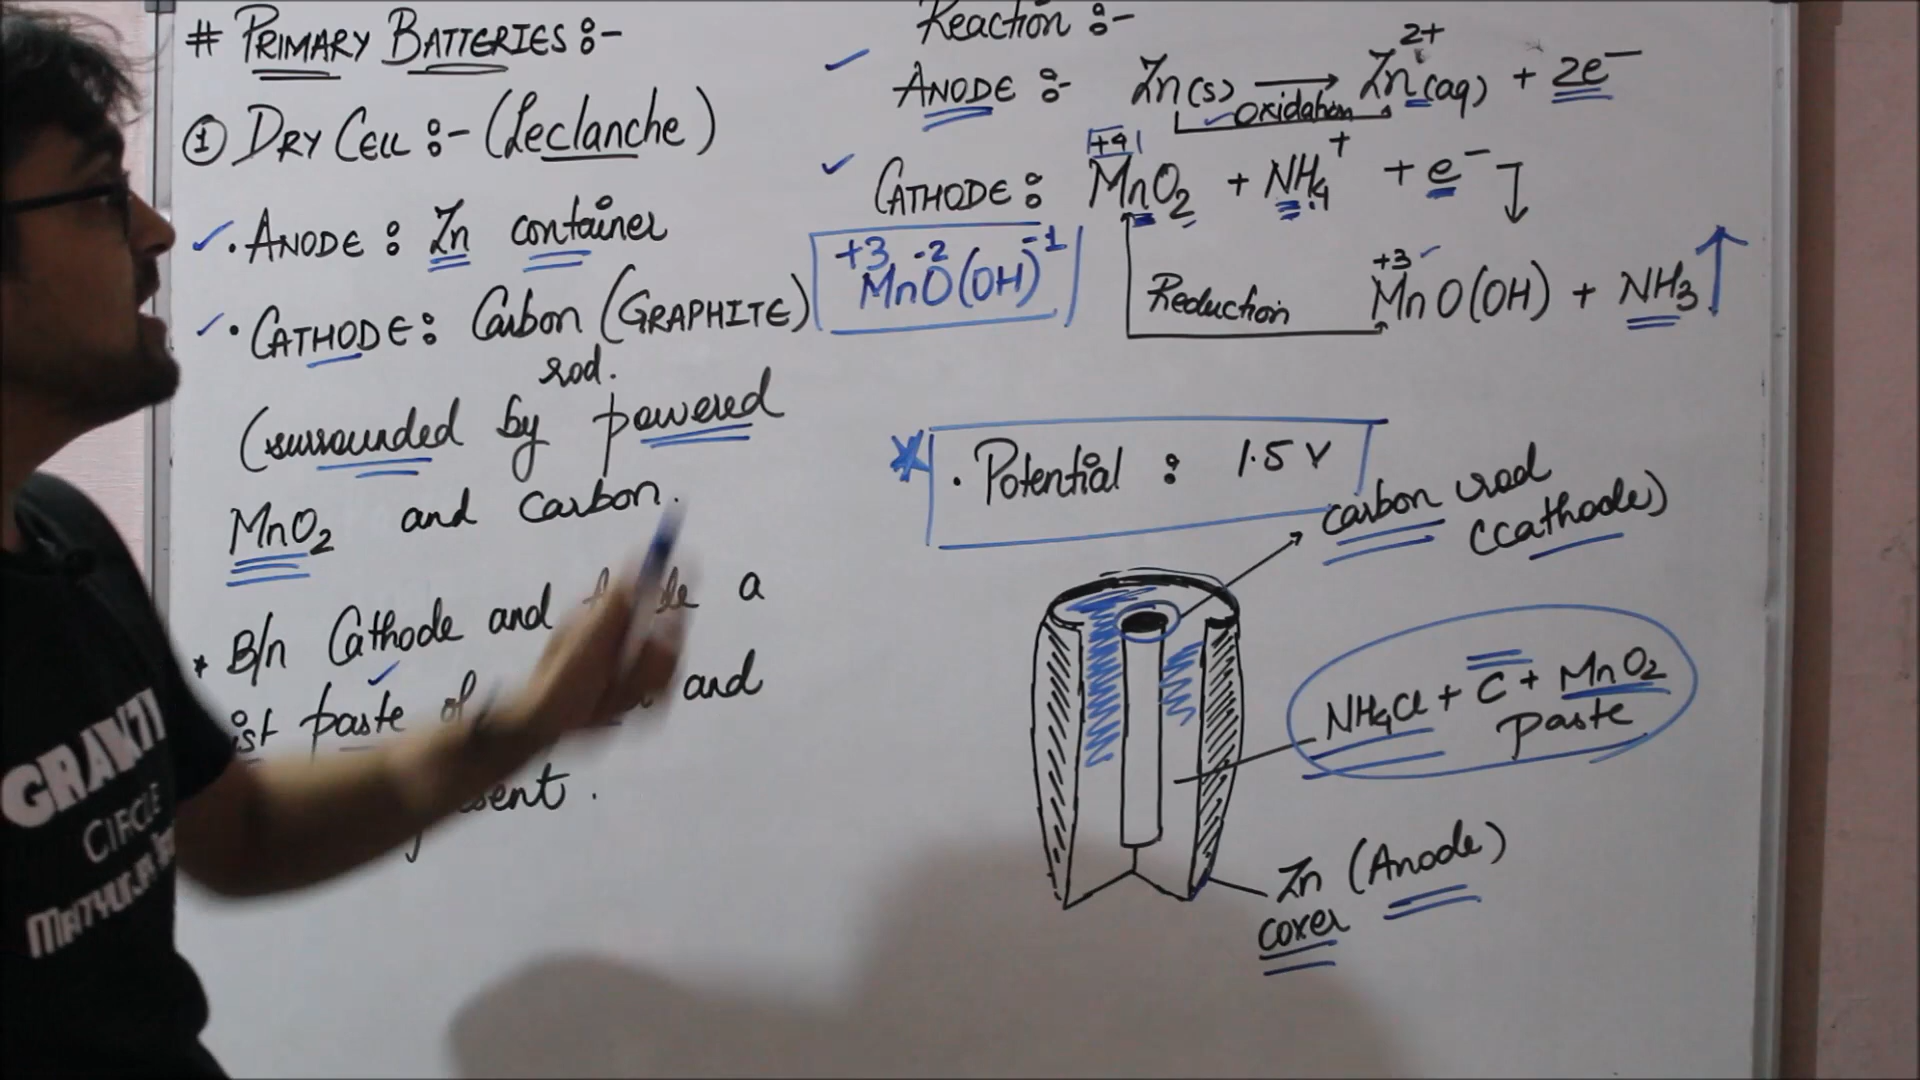 # PRIMARY BATTERIES :-
① DRY CELL :- (Leclanche)
· ANODE : Zn container
· CATHODE : Carbon (GRAPHITE)
rod.
(surrounded by powered
MnO2 and carbon.
* B/n Cathode and a
paste of and
Reaction :-
ANODE :- Zn(s) ⟶ Zn2+(aq) + 2e−
Oxidation
+4
CATHODE : MnO2 + NH4+ + e−
+3 -2 -1
MnO(OH)
+3
Reduction MnO(OH) + NH3↑
* · Potential : 1.5 V
carbon rod
(cathode)
NH4Cl + C + MnO2
paste
Zn (Anode)
cover
CIRCLE